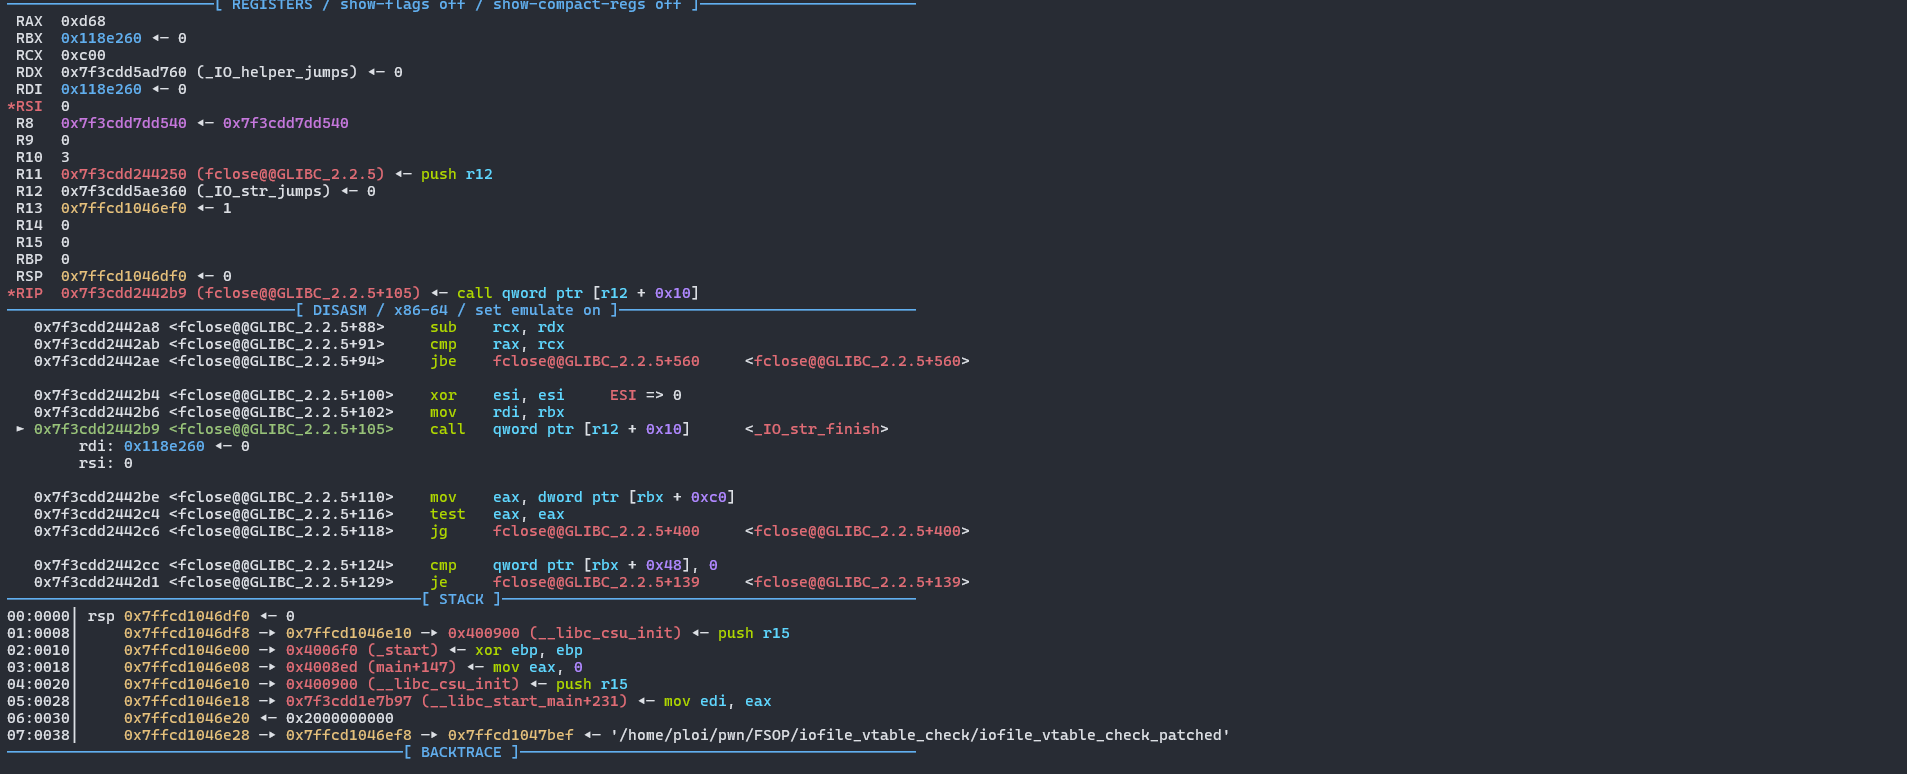 [ REGISTERS / show-flags off / show-compact-regs off ]
RAX 0xd68
RBX 0x118e260 ◂— 0
RCX 0xc00
RDX 0x7f3cdd5ad760 (_IO_helper_jumps) ◂— 0
RDI 0x118e260 ◂— 0
*RSI 0
R8 0x7f3cdd7dd540 ◂— 0x7f3cdd7dd540
R9 0
R10 3
R11 0x7f3cdd244250 (fclose@@GLIBC_2.2.5) ◂— push r12
R12 0x7f3cdd5ae360 (_IO_str_jumps) ◂— 0
R13 0x7ffcd1046ef0 ◂— 1
R14 0
R15 0
RBP 0
RSP 0x7ffcd1046df0 ◂— 0
*RIP 0x7f3cdd2442b9 (fclose@@GLIBC_2.2.5+105) ◂— call qword ptr [r12 + 0x10]
[ DISASM / x86-64 / set emulate on ]
0x7f3cdd2442a8 <fclose@@GLIBC_2.2.5+88> sub rcx, rdx
0x7f3cdd2442ab <fclose@@GLIBC_2.2.5+91> cmp rax, rcx
0x7f3cdd2442ae <fclose@@GLIBC_2.2.5+94> jbe fclose@@GLIBC_2.2.5+560 <fclose@@GLIBC_2.2.5+560>
0x7f3cdd2442b4 <fclose@@GLIBC_2.2.5+100> xor esi, esi ESI => 0
0x7f3cdd2442b6 <fclose@@GLIBC_2.2.5+102> mov rdi, rbx
► 0x7f3cdd2442b9 <fclose@@GLIBC_2.2.5+105> call qword ptr [r12 + 0x10] <_IO_str_finish>
rdi: 0x118e260 ◂— 0
rsi: 0
0x7f3cdd2442be <fclose@@GLIBC_2.2.5+110> mov eax, dword ptr [rbx + 0xc0]
0x7f3cdd2442c4 <fclose@@GLIBC_2.2.5+116> test eax, eax
0x7f3cdd2442c6 <fclose@@GLIBC_2.2.5+118> jg fclose@@GLIBC_2.2.5+400 <fclose@@GLIBC_2.2.5+400>
0x7f3cdd2442cc <fclose@@GLIBC_2.2.5+124> cmp qword ptr [rbx + 0x48], 0
0x7f3cdd2442d1 <fclose@@GLIBC_2.2.5+129> je fclose@@GLIBC_2.2.5+139 <fclose@@GLIBC_2.2.5+139>
[ STACK ]
00:0000│ rsp 0x7ffcd1046df0 ◂— 0
01:0008│ 0x7ffcd1046df8 —▸ 0x7ffcd1046e10 —▸ 0x400900 (__libc_csu_init) ◂— push r15
02:0010│ 0x7ffcd1046e00 —▸ 0x4006f0 (_start) ◂— xor ebp, ebp
03:0018│ 0x7ffcd1046e08 —▸ 0x4008ed (main+147) ◂— mov eax, 0
04:0020│ 0x7ffcd1046e10 —▸ 0x400900 (__libc_csu_init) ◂— push r15
05:0028│ 0x7ffcd1046e18 —▸ 0x7f3cdd1e7b97 (__libc_start_main+231) ◂— mov edi, eax
06:0030│ 0x7ffcd1046e20 ◂— 0x2000000000
07:0038│ 0x7ffcd1046e28 —▸ 0x7ffcd1046ef8 —▸ 0x7ffcd1047bef ◂— '/home/ploi/pwn/FSOP/iofile_vtable_check/iofile_vtable_check_patched'
[ BACKTRACE ]